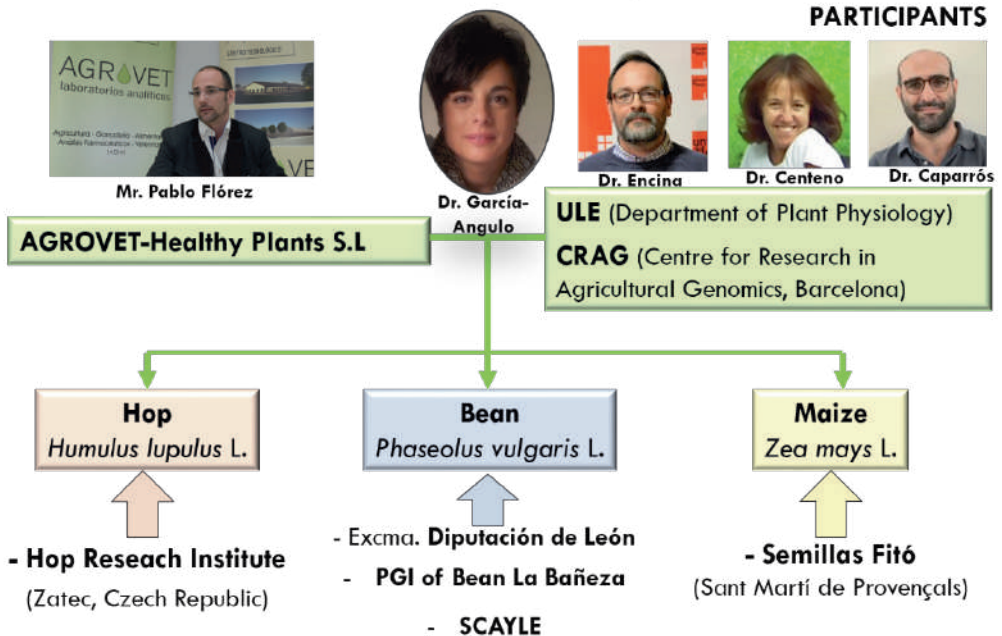 PARTICIPANTS
AGROVET
laboratorios analíticos
Mr. Pablo Flórez
Dr. García-
Angulo
Dr. Encina
Dr. Centeno
Dr. Caparrós
AGROVET-Healthy Plants S.L
ULE (Department of Plant Physiology)
CRAG (Centre for Research in
Agricultural Genomics, Barcelona)
Hop
Humulus lupulus L.
Bean
Phaseolus vulgaris L.
Maize
Zea mays L.
- Hop Reseach Institute
(Zatec, Czech Republic)
- Excma. Diputación de León
- PGI of Bean La Bañeza
- SCAYLE
- Semillas Fitó
(Sant Martí de Provençals)